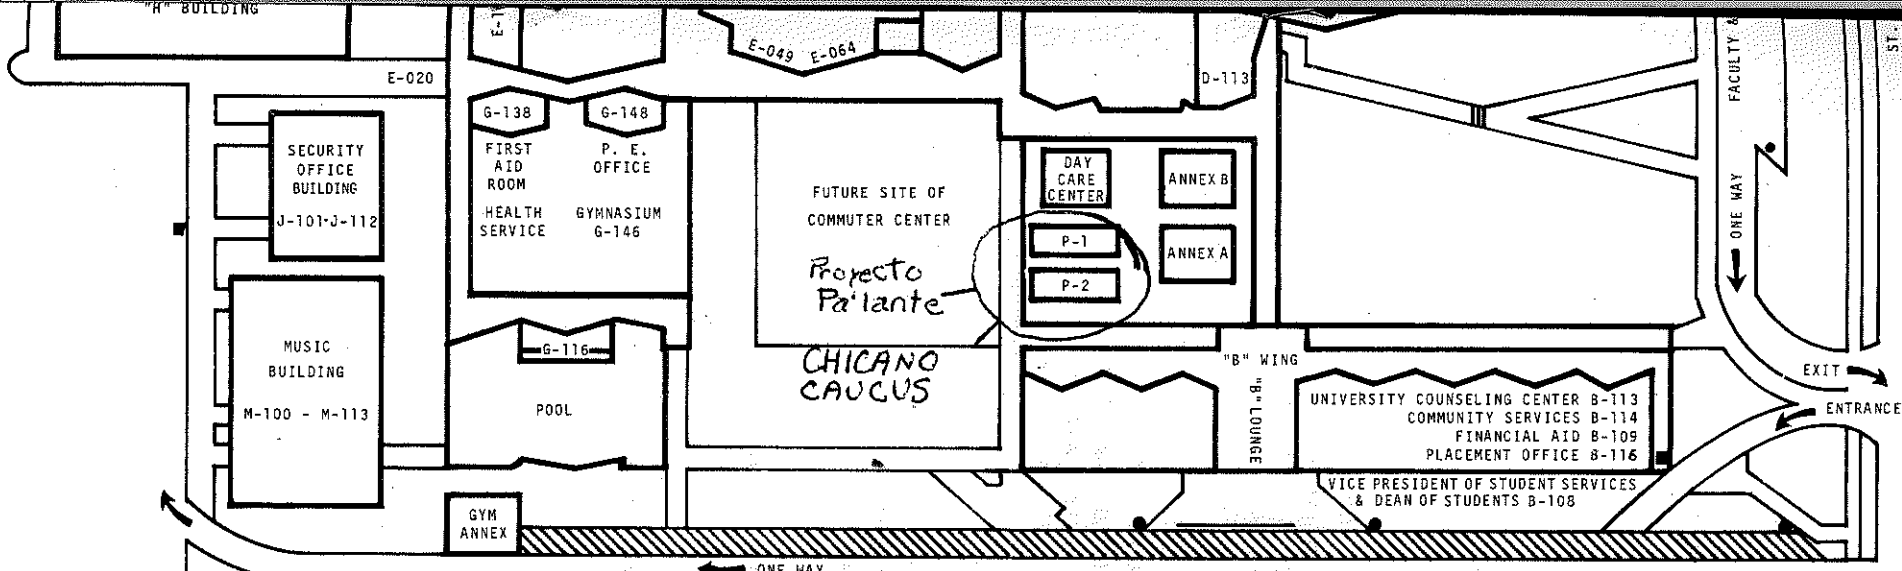 "H" BUILDING
E-020
E-049 E-064
D-113
FACULTY &
ST.
G-138
G-148
SECURITY
OFFICE
BUILDING
J-101-J-112
FIRST
AID
ROOM
HEALTH
SERVICE
P. E.
OFFICE
GYMNASIUM
G-146
FUTURE SITE OF
COMMUTER CENTER
Proyecto
Pa'lante
CHICANO
CAUCUS
DAY
CARE
CENTER
ANNEX B
P-1
P-2
ANNEX A
ONE WAY
MUSIC
BUILDING
M-100 - M-113
G-116
POOL
GYM
ANNEX
"B" WING
"B" LOUNGE
UNIVERSITY COUNSELING CENTER B-113
COMMUNITY SERVICES B-114
FINANCIAL AID B-109
PLACEMENT OFFICE B-116
VICE PRESIDENT OF STUDENT SERVICES
& DEAN OF STUDENTS B-108
EXIT
ENTRANCE
ONE WAY